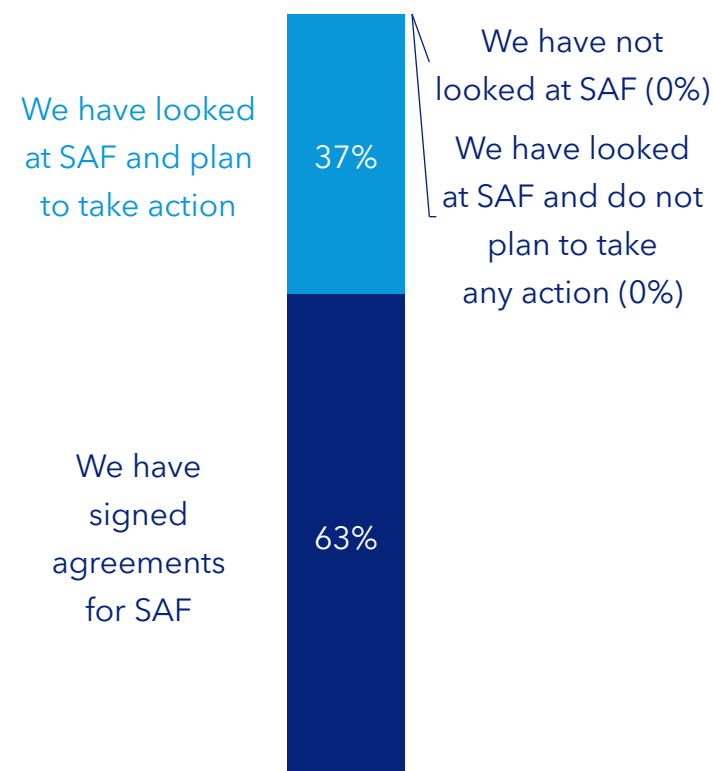 We have looked
at SAF and plan
to take action
37%
We have not
looked at SAF (0%)
We have looked
at SAF and do not
plan to take
any action (0%)
We have
signed
agreements
for SAF
63%